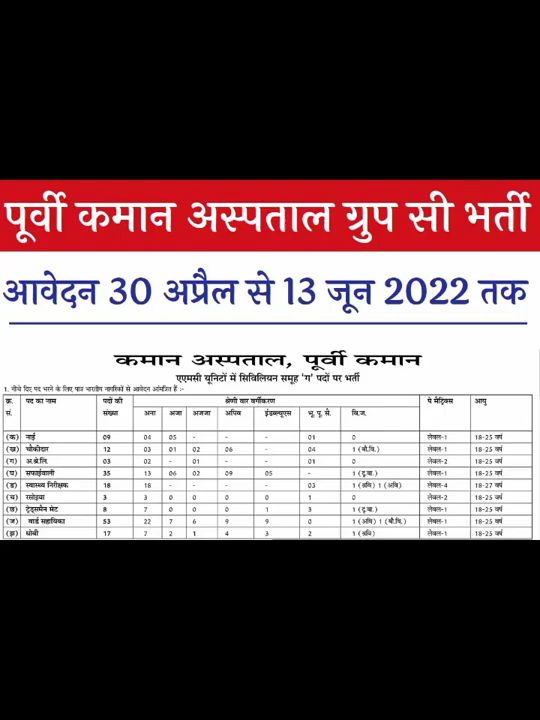 पूर्वी कमान अस्पताल ग्रुप सी भर्ती
आवेदन 30 अप्रैल से 13 जून 2022 तक
कमान अस्पताल, पूर्वी कमान
एएमसी यूनिटों में सिविलियन समूह 'ग' पदों पर भर्ती
1. नीचे दिए पद भरने के लिए पात्र भारतीय नागरिकों से आवेदन आमंत्रित हैं :-
क्र. सं. पद का नाम पदों की संख्या श्रेणी वार वर्गीकरण पे मैट्रिक्स आयु
अना अजा अजजा अपिव ईडब्ल्यूएस भू. पू. सै. वि.ज.
(क) नाई 09 04 05 - - - 01 0 लेवल-1 18-25 वर्ष
(ख) चौकीदार 12 03 01 02 06 - 04 1 (बौ.वि.) लेवल-1 18-25 वर्ष
(ग) अ.श्रे.लि. 03 02 - 01 - - 01 0 लेवल-2 18-25 वर्ष
(घ) सफाईवाली 35 13 06 02 09 05 - 1 (दृ.बा.) लेवल-1 18-25 वर्ष
(ड) स्वास्थ्य निरीक्षक 18 18 - - - - 03 1 (श्रवि) 1 (अवि) लेवल-4 18-27 वर्ष
(च) रसोइया 3 3 0 0 0 0 1 0 लेवल-2 18-25 वर्ष
(छ) ट्रेड्समैन मेट 8 7 0 0 0 1 3 1 (दृ.बा.) लेवल-1 18-25 वर्ष
(ज) वार्ड सहायिका 53 22 7 6 9 9 0 1 (अवि) 1 (बौ.वि.) लेवल-1 18-25 वर्ष
(झ) धोबी 17 7 2 1 4 3 2 1 (श्रवि) लेवल-1 18-25 वर्ष